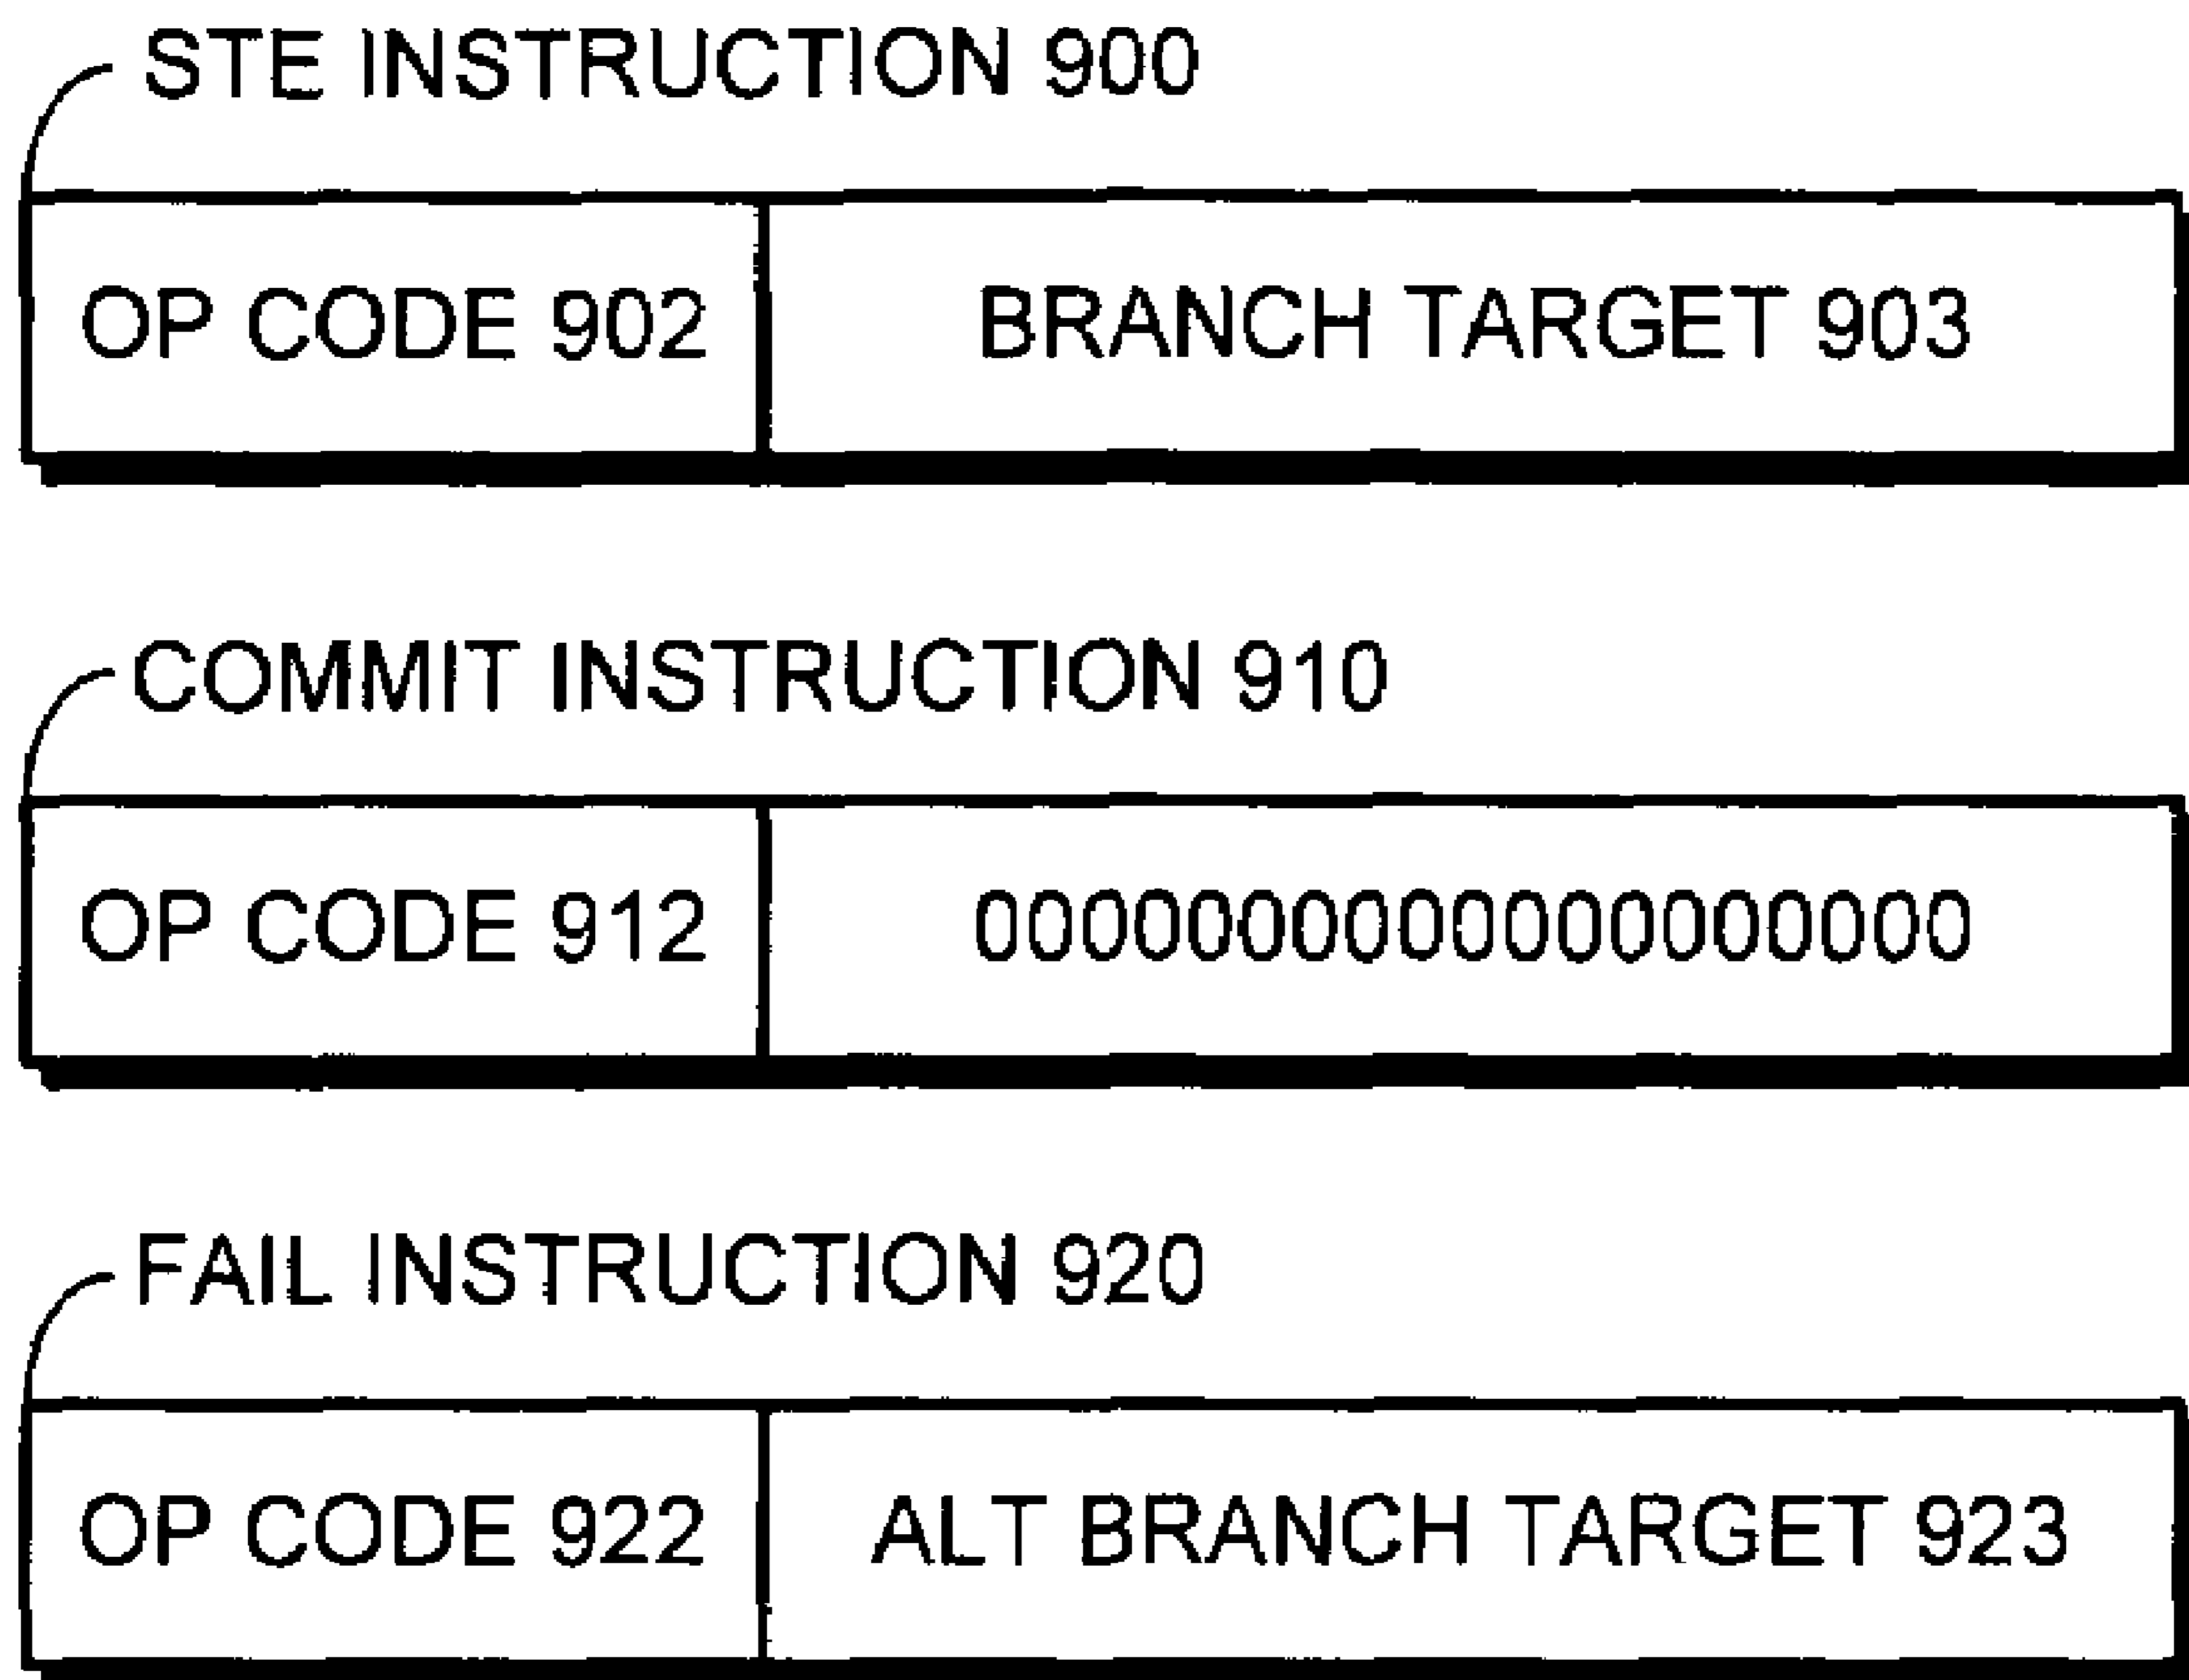 STE INSTRUCTION 900
OP CODE 902 BRANCH TARGET 903
COMMIT INSTRUCTION 910
OP CODE 912 0000000000000000000
FAIL INSTRUCTION 920
OP CODE 922 ALT BRANCH TARGET 923